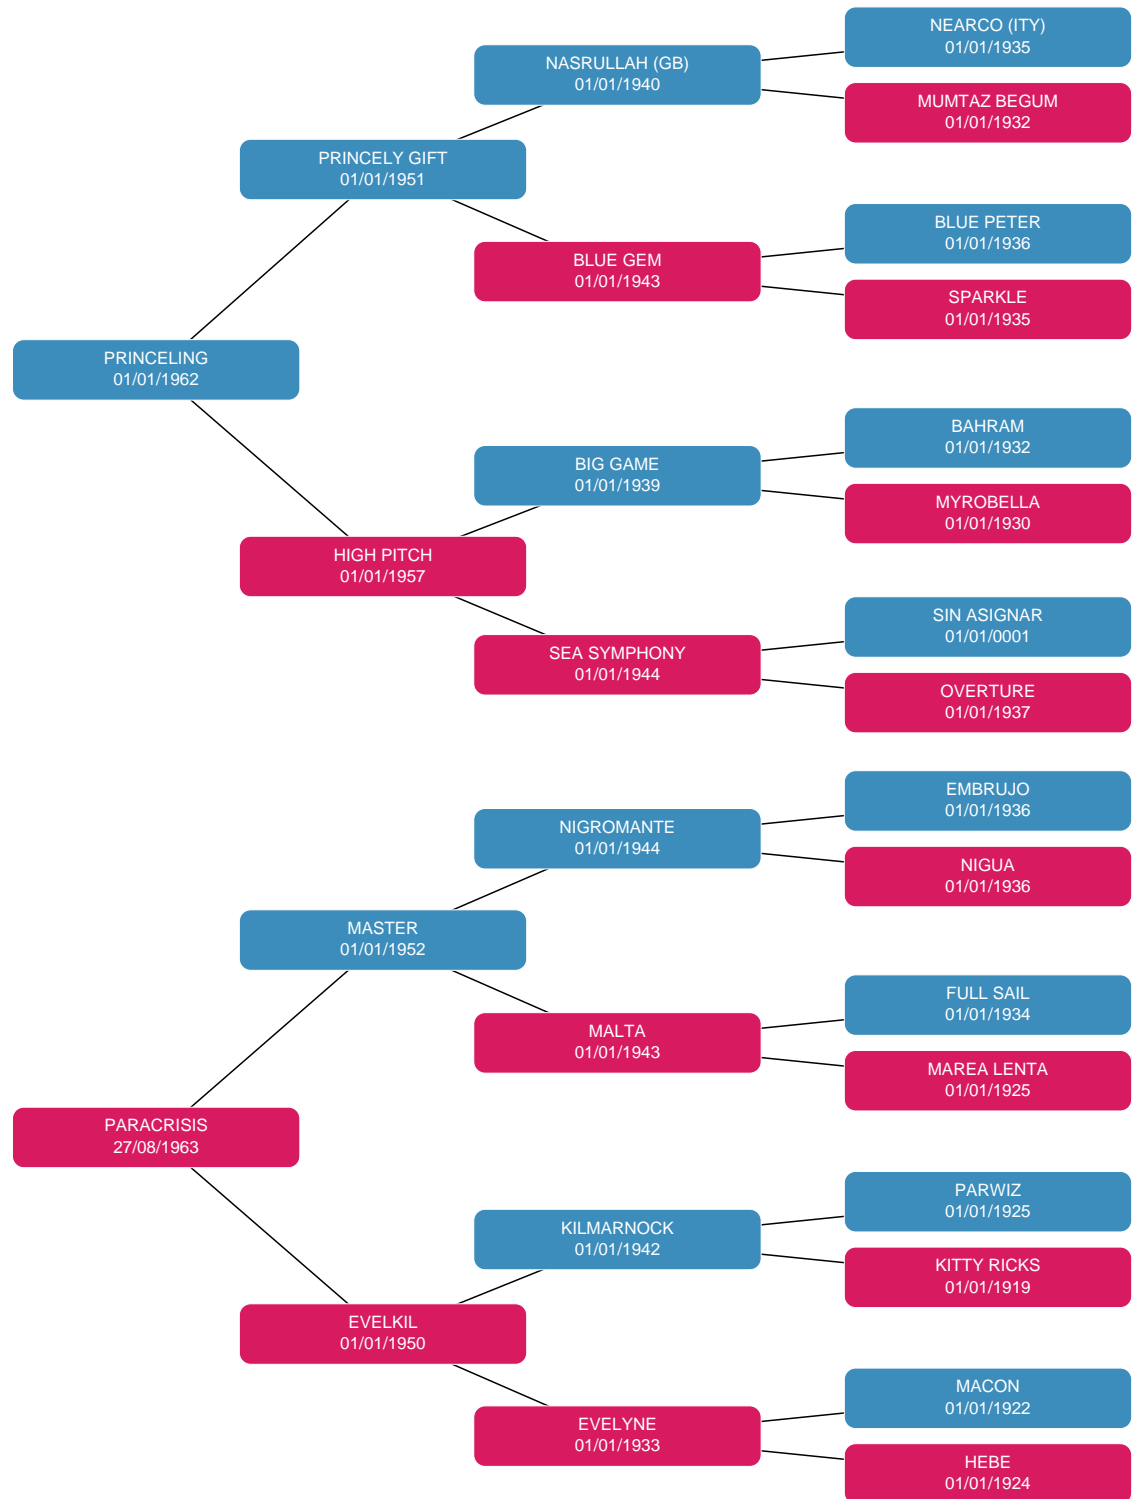 NEARCO (ITY)
01/01/1935
NASRULLAH (GB)
01/01/1940
MUMTAZ BEGUM
01/01/1932
PRINCELY GIFT
01/01/1951
BLUE PETER
01/01/1936
BLUE GEM
01/01/1943
SPARKLE
01/01/1935
PRINCELING
01/01/1962
BAHRAM
01/01/1932
BIG GAME
01/01/1939
MYROBELLA
01/01/1930
HIGH PITCH
01/01/1957
SIN ASIGNAR
01/01/0001
SEA SYMPHONY
01/01/1944
OVERTURE
01/01/1937
EMBRUJO
01/01/1936
NIGROMANTE
01/01/1944
NIGUA
01/01/1936
MASTER
01/01/1952
FULL SAIL
01/01/1934
MALTA
01/01/1943
MAREA LENTA
01/01/1925
PARACRISIS
27/08/1963
PARWIZ
01/01/1925
KILMARNOCK
01/01/1942
KITTY RICKS
01/01/1919
EVELKIL
01/01/1950
MACON
01/01/1922
EVELYNE
01/01/1933
HEBE
01/01/1924